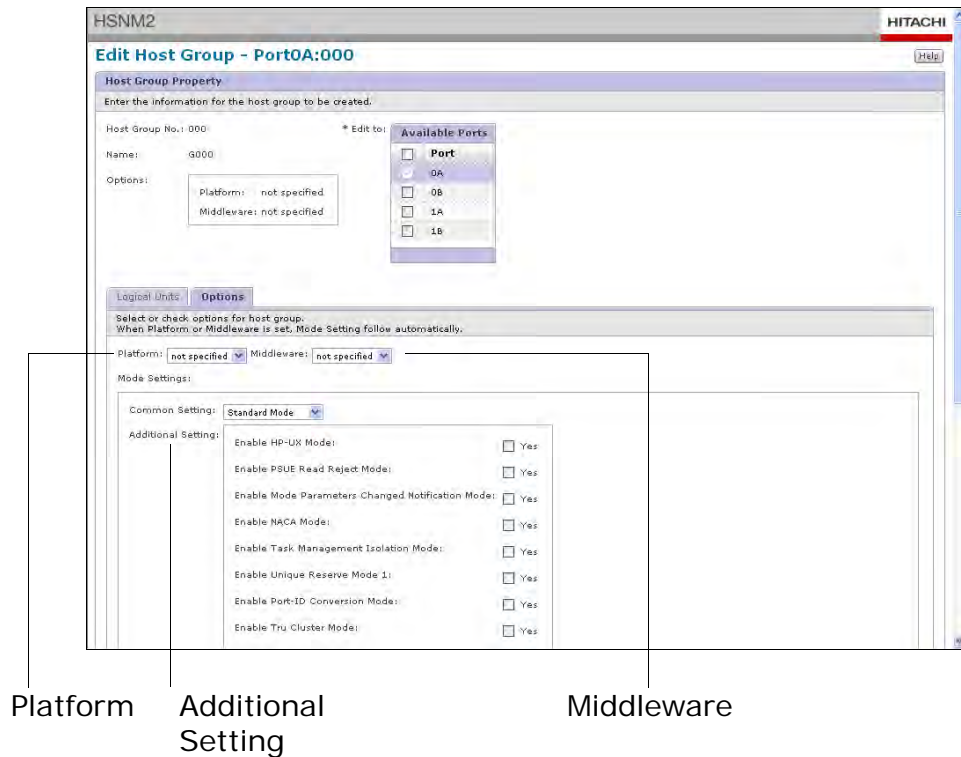 HSNM2
HITACHI
Edit Host Group - Port0A:000
Help
Host Group Property
Enter the information for the host group to be created.
Host Group No.: 000
* Edit to:
Available Ports
Name: G000
Port
0A
Options:
Platform: not specified
0B
Middleware: not specified
1A
1B
Logical Units
Options
Select or check options for host group.
When Platform or Middleware is set, Mode Setting follow automatically.
Platform: not specified Middleware: not specified
Mode Settings:
Common Setting: Standard Mode
Additional Setting:
Enable HP-UX Mode: Yes
Enable PSUE Read Reject Mode: Yes
Enable Mode Parameters Changed Notification Mode: Yes
Enable NACA Mode: Yes
Enable Task Management Isolation Mode: Yes
Enable Unique Reserve Mode 1: Yes
Enable Port-ID Conversion Mode: Yes
Enable Tru Cluster Mode: Yes
Platform
Additional
Setting
Middleware